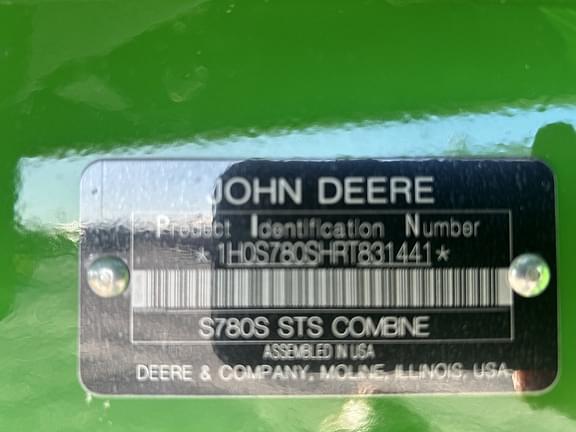 JOHN DEERE
Product Identification Number
*1H0S780SHRT831441*
S780S STS COMBINE
ASSEMBLED IN USA
DEERE & COMPANY, MOLINE, ILLINOIS, USA